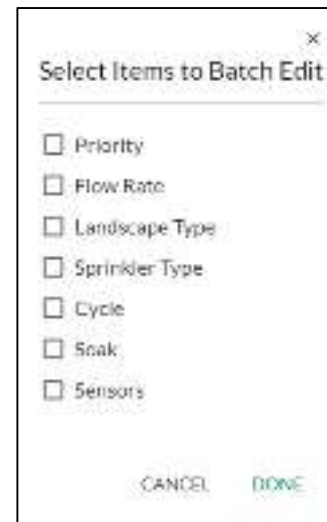 ×
Select Items to Batch Edit
Priority
Flow Rate
Landscape Type
Sprinkler Type
Cycle
Soak
Sensors
CANCEL DONE